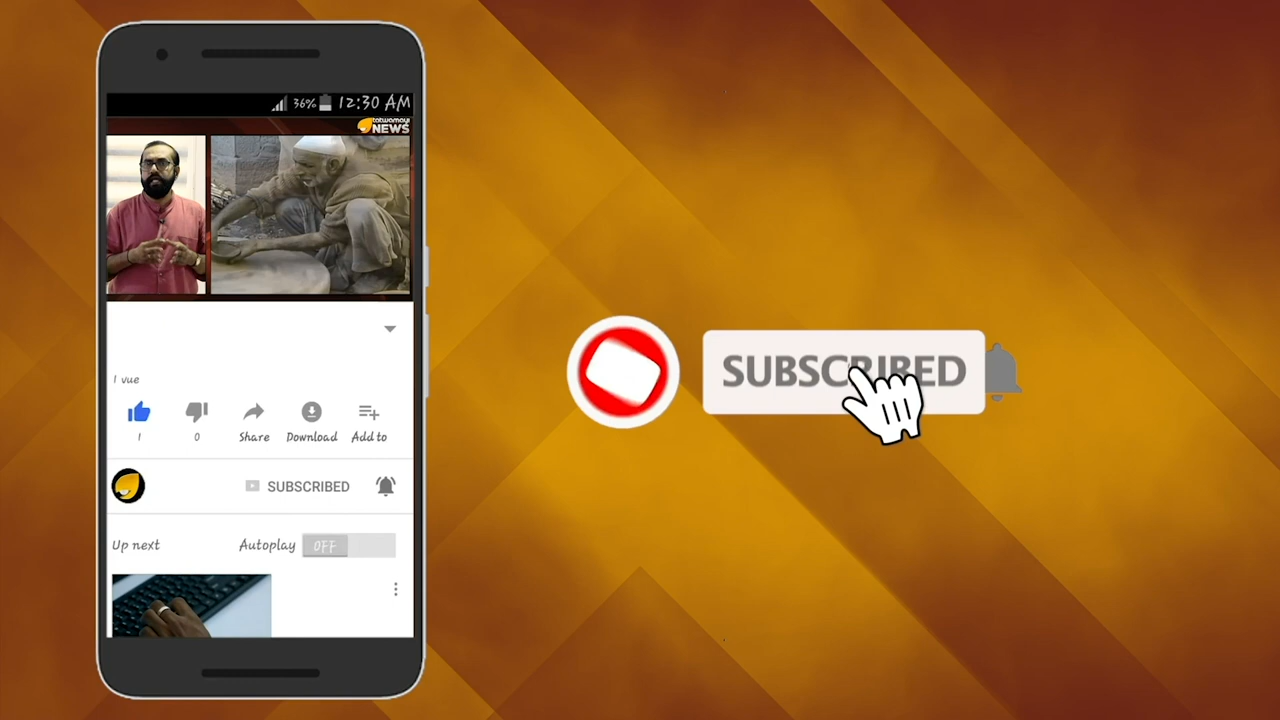 36% 12:30 AM
tatwamayi
NEWS
1 vue
1
0
Share
Download
Add to
SUBSCRIBED
Up next
Autoplay
OFF
SUBSCRIBED